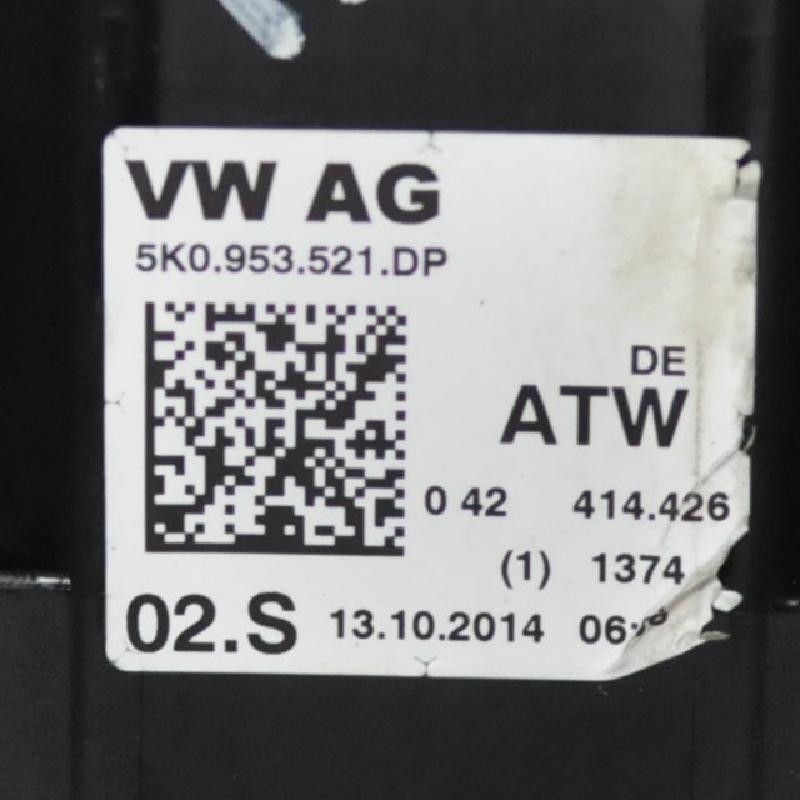 VW AG
5K0.953.521.DP
DE
ATW
0 42 414.426
(1) 1374
02.S 13.10.2014